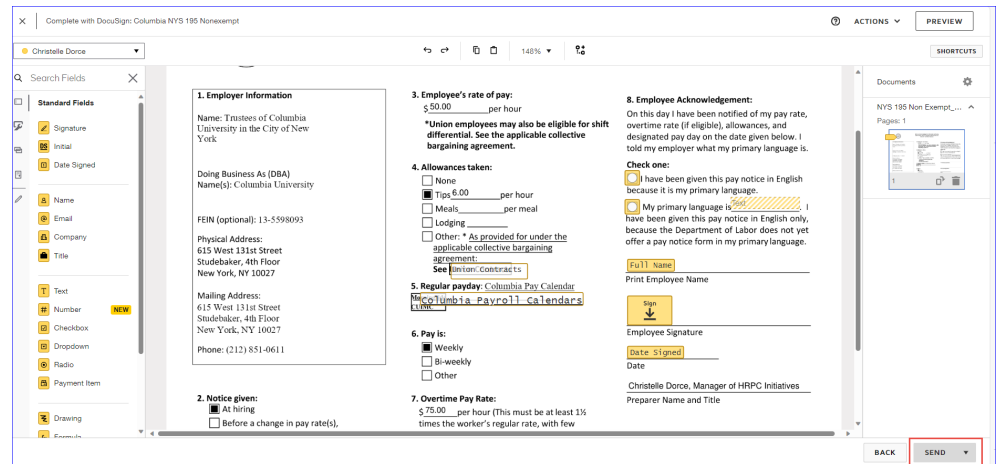 Complete with DocuSign: Columbia NYS 195 Nonexempt
ACTIONS
PREVIEW
Christelle Dorce
148%
SHORTCUTS
Search Fields
Standard Fields
Signature
DS Initial
Date Signed
Name
Email
Company
Title
Text
Number NEW
Checkbox
Dropdown
Radio
Payment Item
Drawing
Formula
1. Employer Information
Name: Trustees of Columbia
University in the City of New
York
Doing Business As (DBA)
Name(s): Columbia University
FEIN (optional): 13-5598093
Physical Address:
615 West 131st Street
Studebaker, 4th Floor
New York, NY 10027
Mailing Address:
615 West 131st Street
Studebaker, 4th Floor
New York, NY 10027
Phone: (212) 851-0611
2. Notice given:
At hiring
Before a change in pay rate(s),
3. Employee's rate of pay:
$ 50.00 per hour
*Union employees may also be eligible for shift
differential. See the applicable collective
bargaining agreement.
4. Allowances taken:
None
Tips 6.00 per hour
Meals per meal
Lodging
Other: * As provided for under the
applicable collective bargaining
agreement:
See Union Contracts
5. Regular payday: Columbia Pay Calendar
Columbia Payroll Calendars
CUIMC
6. Pay is:
Weekly
Bi-weekly
Other
7. Overtime Pay Rate:
$ 75.00 per hour (This must be at least 1½
times the worker's regular rate, with few
8. Employee Acknowledgement:
On this day I have been notified of my pay rate,
overtime rate (if eligible), allowances, and
designated pay day on the date given below. I
told my employer what my primary language is.
Check one:
I have been given this pay notice in English
because it is my primary language.
My primary language is Text . I
have been given this pay notice in English only,
because the Department of Labor does not yet
offer a pay notice form in my primary language.
Full Name
Print Employee Name
Sign
Employee Signature
Date Signed
Date
Christelle Dorce, Manager of HRPC Initiatives
Preparer Name and Title
Documents
NYS 195 Non Exempt_...
Pages: 1
1
BACK
SEND